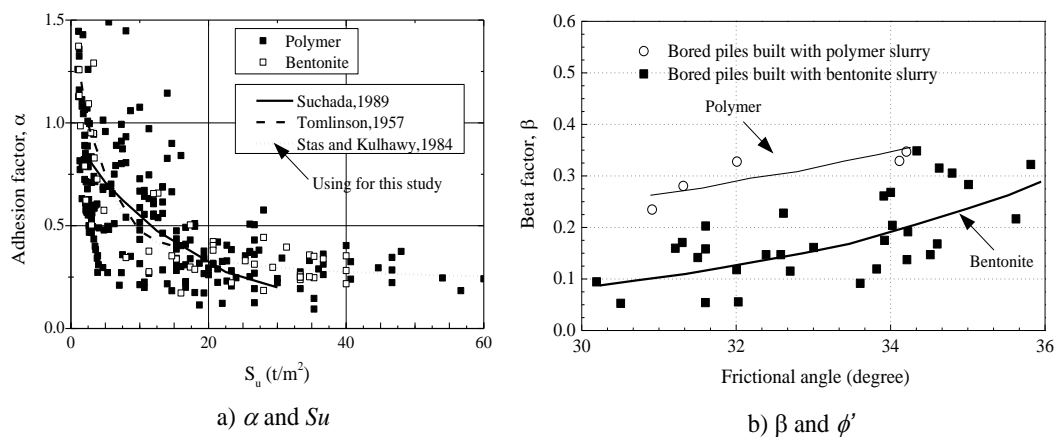 1.5
1.0
0.5
0.0
0
20
40
60
Adhesion factor, α
S_u (t/m²)
Polymer
Bentonite
Suchada,1989
Tomlinson,1957
Stas and Kulhawy,1984
Using for this study
a) α and Su
0.6
0.5
0.4
0.3
0.2
0.1
0.0
30
32
34
36
Beta factor, β
Frictional angle (degree)
Bored piles built with polymer slurry
Bored piles built with bentonite slurry
Polymer
Bentonite
b) β and ϕ'